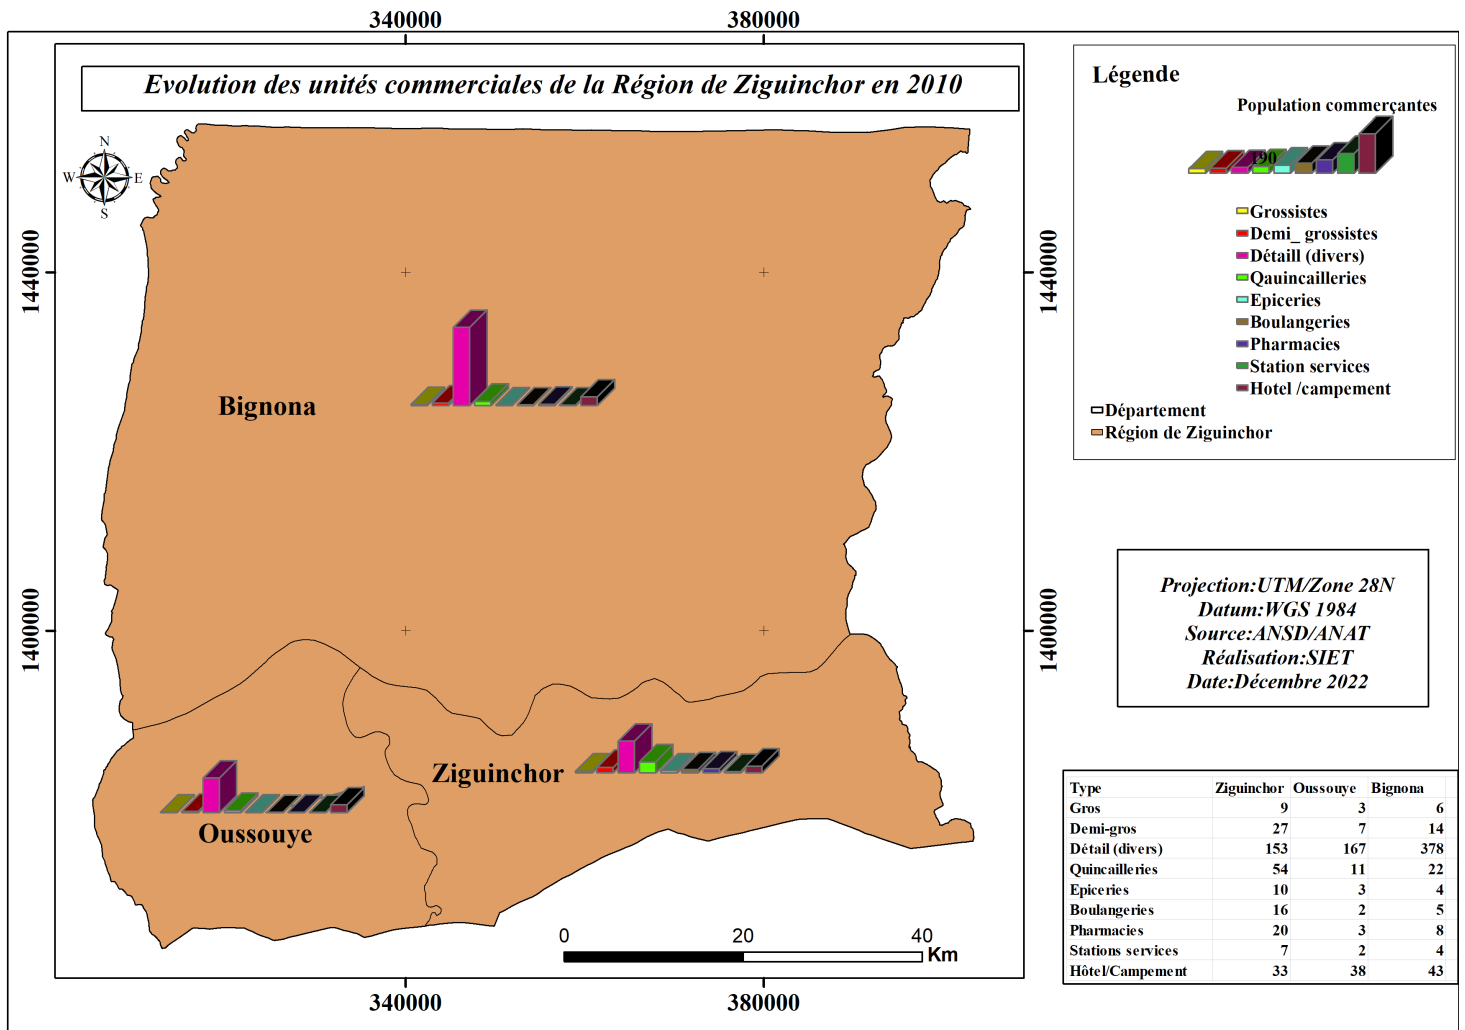 340000 380000
Evolution des unités commerciales de la Région de Ziguinchor en 2010
N
W E
S
1440000
1440000
1400000
1400000
Bignona
Ziguinchor
Oussouye
0 20 40
Km
340000 380000
Légende
Population commerçantes
190
Grossistes
Demi_ grossistes
Détaill (divers)
Qauincailleries
Epiceries
Boulangeries
Pharmacies
Station services
Hotel /campement
Département
Région de Ziguinchor
Projection:UTM/Zone 28N
Datum:WGS 1984
Source:ANSD/ANAT
Réalisation:SIET
Date:Décembre 2022
Type Ziguinchor Oussouye Bignona
Gros 9 3 6
Demi-gros 27 7 14
Détail (divers) 153 167 378
Quincailleries 54 11 22
Epiceries 10 3 4
Boulangeries 16 2 5
Pharmacies 20 3 8
Stations services 7 2 4
Hôtel/Campement 33 38 43